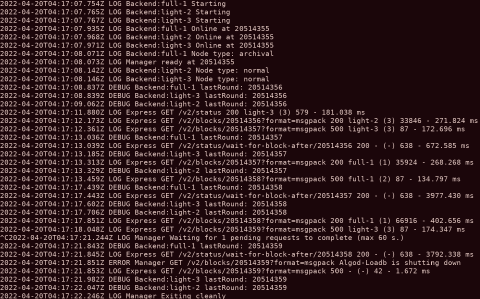 2022-04-20T04:17:07.754Z LOG Backend:full-1 Starting
2022-04-20T04:17:07.766Z LOG Backend:light-2 Starting
2022-04-20T04:17:07.767Z LOG Backend:light-3 Starting
2022-04-20T04:17:07.935Z LOG Backend:full-1 Online at 20514355
2022-04-20T04:17:07.968Z LOG Backend:light-2 Online at 20514355
2022-04-20T04:17:07.971Z LOG Backend:light-3 Online at 20514355
2022-04-20T04:17:08.071Z LOG Backend:full-1 Node type: archival
2022-04-20T04:17:08.073Z LOG Manager ready at 20514355
2022-04-20T04:17:08.142Z LOG Backend:light-2 Node type: normal
2022-04-20T04:17:08.146Z LOG Backend:light-3 Node type: normal
2022-04-20T04:17:08.837Z DEBUG Backend:full-1 lastRound: 20514356
2022-04-20T04:17:08.939Z DEBUG Backend:light-3 lastRound: 20514356
2022-04-20T04:17:09.062Z DEBUG Backend:light-2 lastRound: 20514356
2022-04-20T04:17:11.880Z LOG Express GET /v2/status 200 light-3 (3) 579 - 181.038 ms
2022-04-20T04:17:12.173Z LOG Express GET /v2/blocks/20514356?format=msgpack 200 light-2 (3) 33846 - 271.824 ms
2022-04-20T04:17:12.361Z LOG Express GET /v2/blocks/20514357?format=msgpack 500 light-3 (3) 87 - 172.696 ms
2022-04-20T04:17:13.036Z DEBUG Backend:full-1 lastRound: 20514357
2022-04-20T04:17:13.039Z LOG Express GET /v2/status/wait-for-block-after/20514356 200 - (-) 638 - 672.585 ms
2022-04-20T04:17:13.185Z DEBUG Backend:light-3 lastRound: 20514357
2022-04-20T04:17:13.313Z LOG Express GET /v2/blocks/20514357?format=msgpack 200 full-1 (1) 35924 - 268.268 ms
2022-04-20T04:17:13.329Z DEBUG Backend:light-2 lastRound: 20514357
2022-04-20T04:17:13.459Z LOG Express GET /v2/blocks/20514358?format=msgpack 500 full-1 (2) 87 - 134.797 ms
2022-04-20T04:17:17.439Z DEBUG Backend:full-1 lastRound: 20514358
2022-04-20T04:17:17.443Z LOG Express GET /v2/status/wait-for-block-after/20514357 200 - (-) 638 - 3977.430 ms
2022-04-20T04:17:17.602Z DEBUG Backend:light-3 lastRound: 20514358
2022-04-20T04:17:17.706Z DEBUG Backend:light-2 lastRound: 20514358
2022-04-20T04:17:17.851Z LOG Express GET /v2/blocks/20514358?format=msgpack 200 full-1 (1) 66916 - 402.656 ms
2022-04-20T04:17:18.048Z LOG Express GET /v2/blocks/20514359?format=msgpack 500 light-3 (3) 87 - 174.347 ms
^C2022-04-20T04:17:21.244Z LOG Manager Waiting for 1 pending requests to complete (max 60 s.)
2022-04-20T04:17:21.843Z DEBUG Backend:full-1 lastRound: 20514359
2022-04-20T04:17:21.845Z LOG Express GET /v2/status/wait-for-block-after/20514358 200 - (-) 638 - 3792.338 ms
2022-04-20T04:17:21.851Z ERROR Manager GET /v2/blocks/20514359?format=msgpack Algod-Loadb is shutting down
2022-04-20T04:17:21.853Z LOG Express GET /v2/blocks/20514359?format=msgpack 500 - (-) 42 - 1.672 ms
2022-04-20T04:17:21.982Z DEBUG Backend:light-3 lastRound: 20514359
2022-04-20T04:17:22.047Z DEBUG Backend:light-2 lastRound: 20514359
2022-04-20T04:17:22.246Z LOG Manager Exiting cleanly